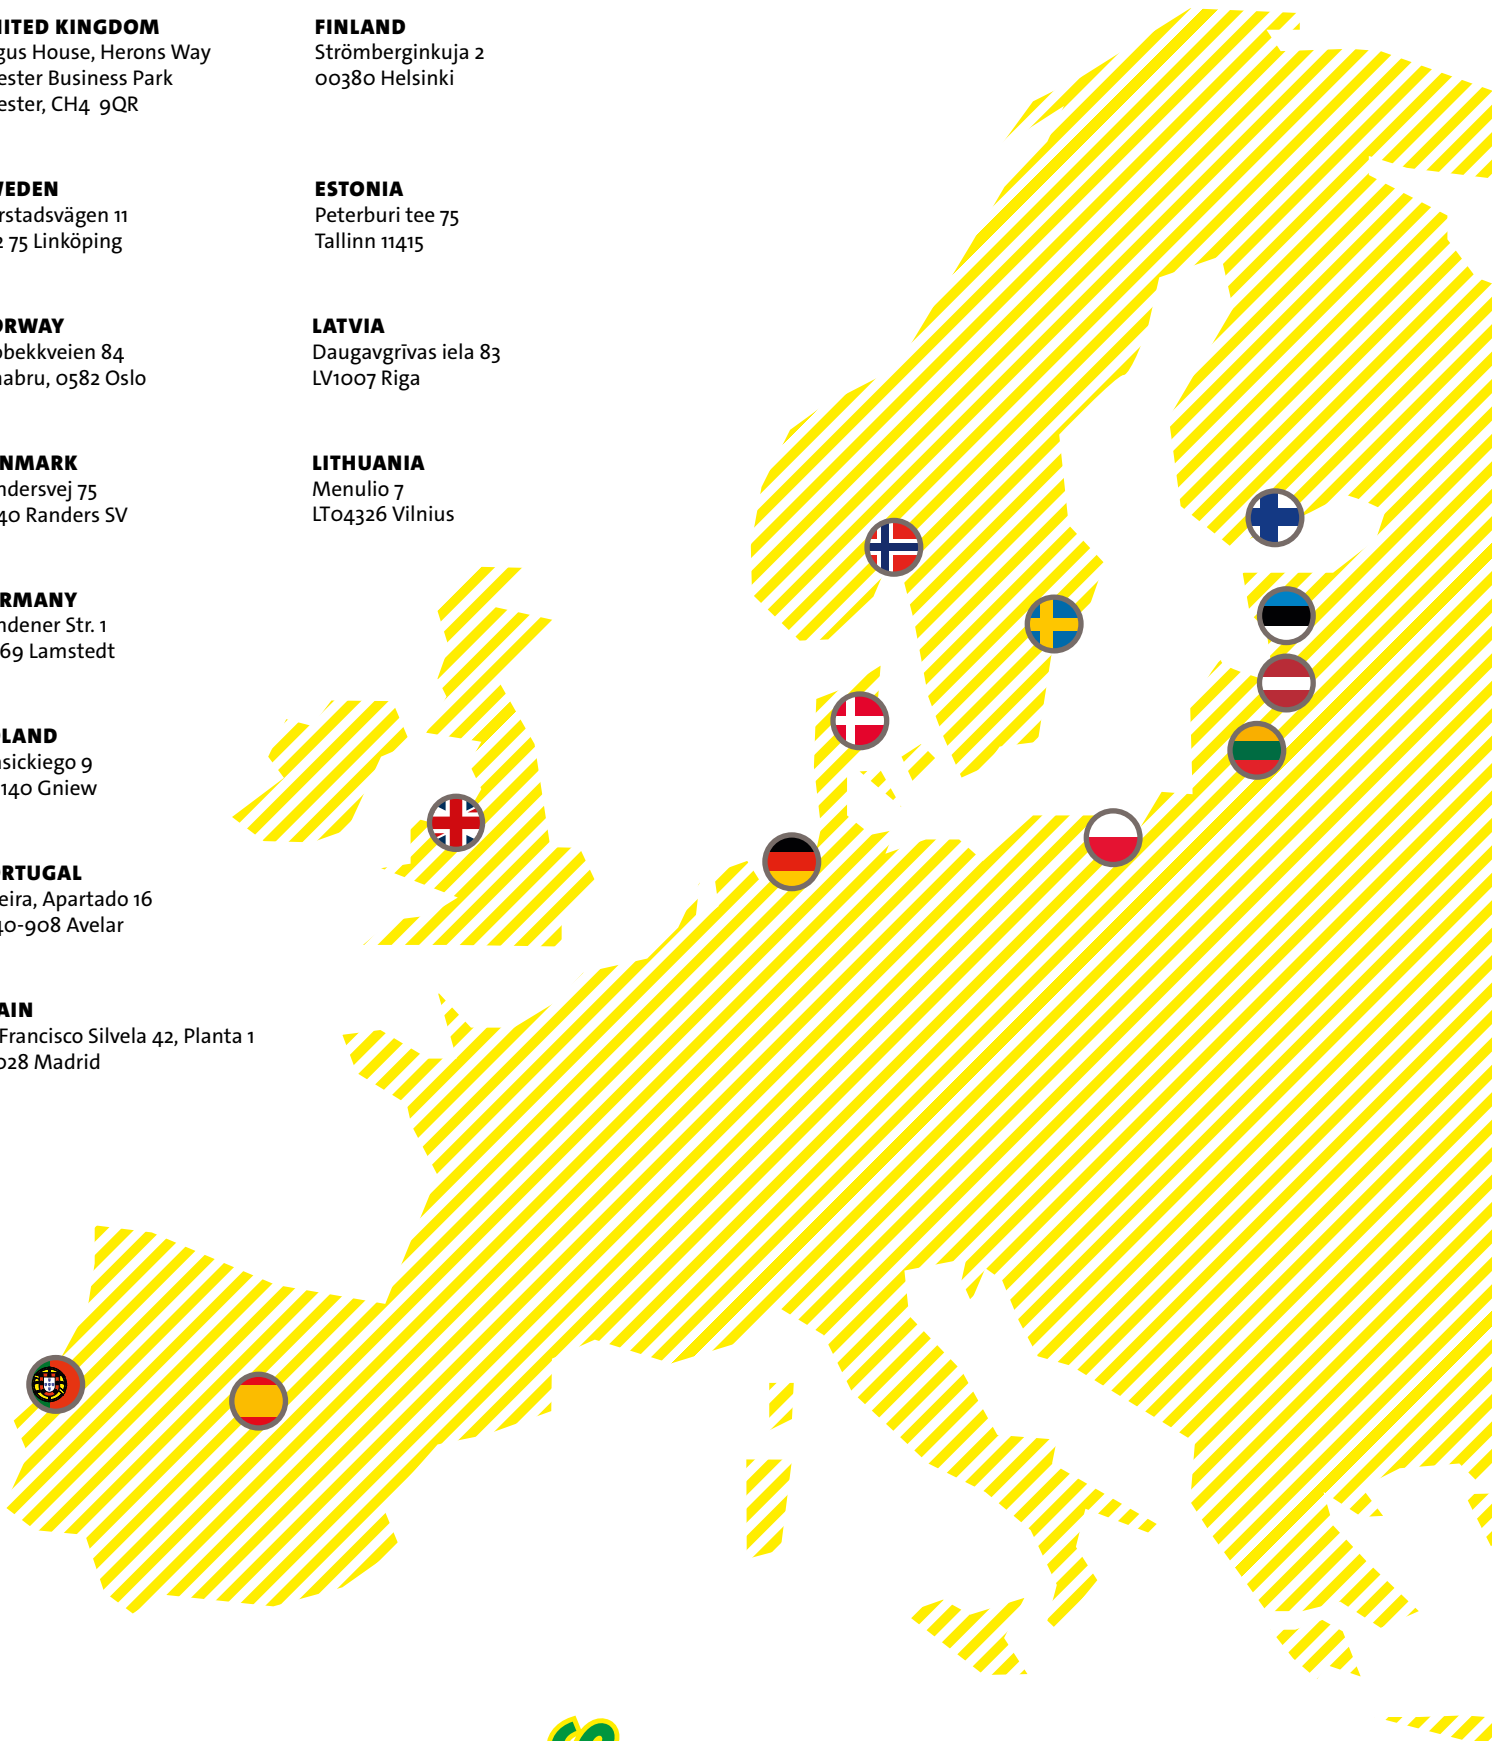 ITED KINGDOM
gus House, Herons Way
ester Business Park
ester, CH4 9QR
EDEN
rstadsvägen 11
2 75 Linköping
ORWAY
bekkveien 84
abru, 0582 Oslo
NMARK
ndersvej 75
40 Randers SV
RMANY
ndener Str. 1
69 Lamstedt
LAND
sickiego 9
140 Gniew
RTUGAL
eira, Apartado 16
40-908 Avelar
AIN
Francisco Silvela 42, Planta 1
028 Madrid
FINLAND
Strömberginkuja 2
00380 Helsinki
ESTONIA
Peterburi tee 75
Tallinn 11415
LATVIA
Daugavgrīvas iela 83
LV1007 Riga
LITHUANIA
Menulio 7
LT04326 Vilnius